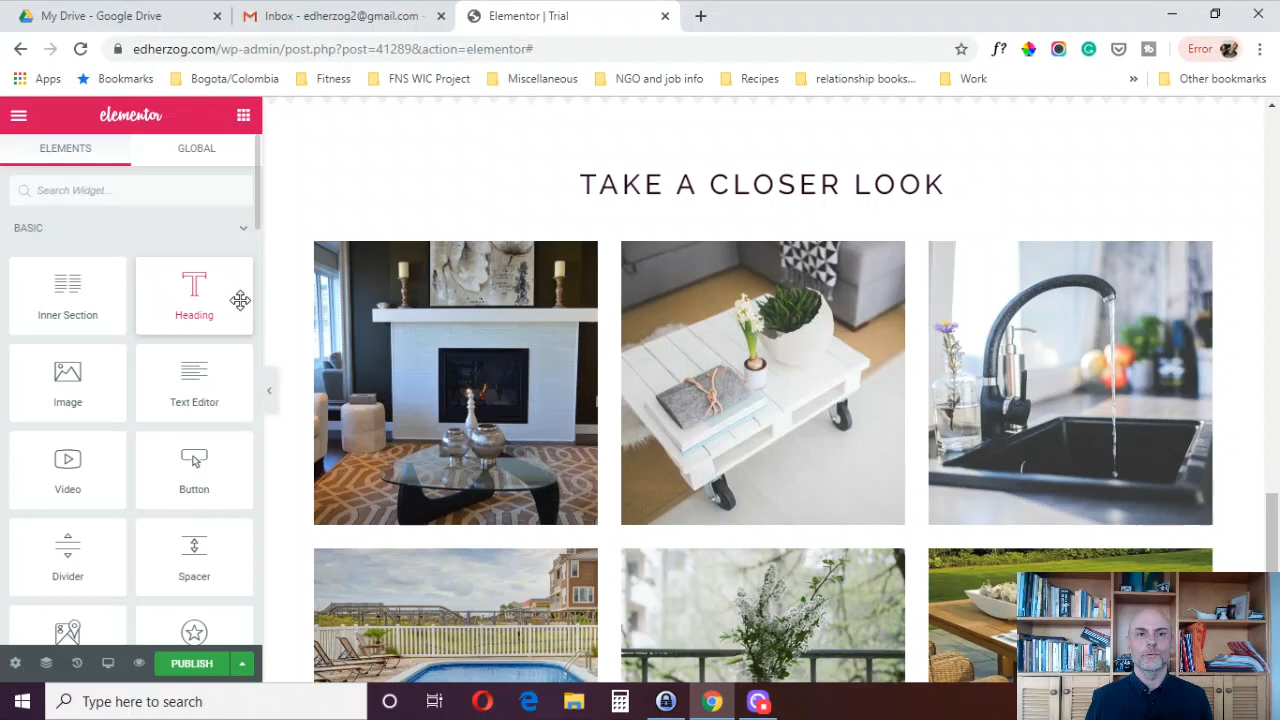 My Drive - Google Drive
Inbox - edherzog2@gmail.com -
Elementor | Trial
edherzog.com/wp-admin/post.php?post=41289&action=elementor#
f?
Error
Apps
Bookmarks
Bogota/Colombia
Fitness
FNS WIC Project
Miscellaneous
NGO and job info
Recipes
relationship books...
Work
»
Other bookmarks
elementor
ELEMENTS
GLOBAL
Search Widget...
BASIC
Inner Section
Heading
Image
Text Editor
Video
Button
Divider
Spacer
PUBLISH
TAKE A CLOSER LOOK
Type here to search